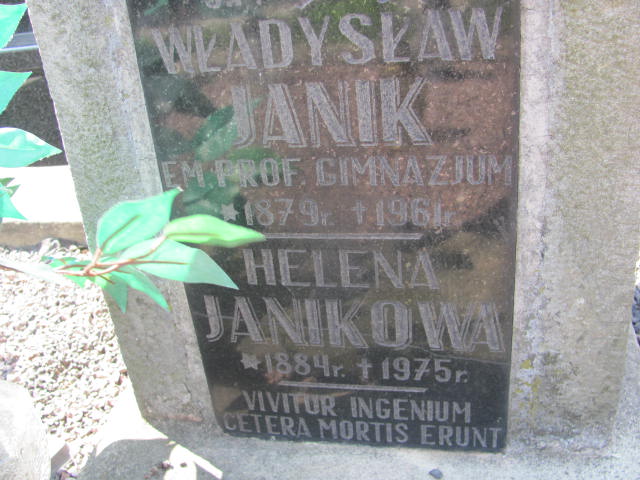 WŁADYSŁAW
JANIK
EM PROF GIMNAZJUM
*1879r. †1961r.
HELENA
JANIKOWA
*1884r. †1975r.
VIVITUR INGENIUM
CETERA MORTIS ERUNT